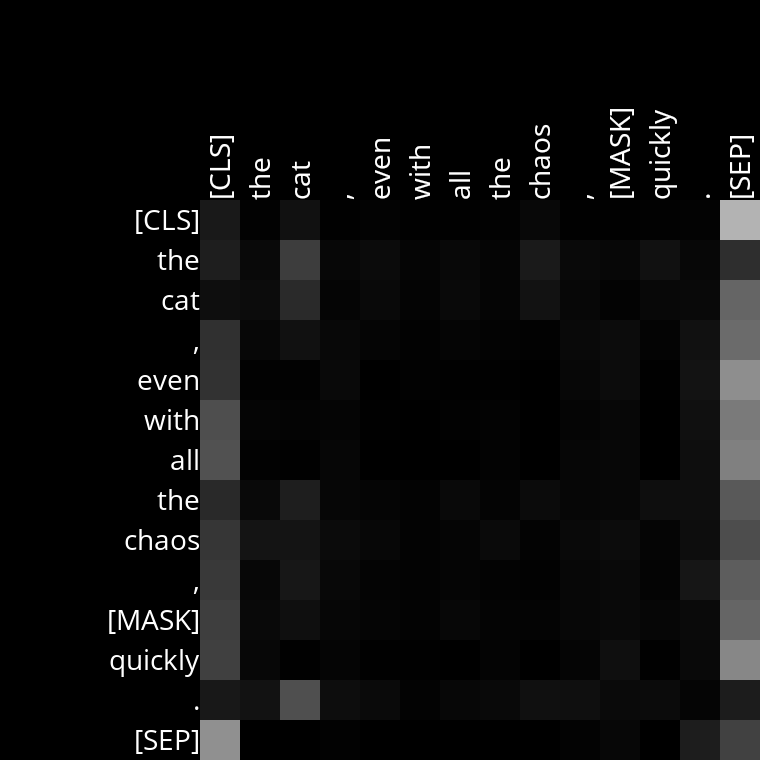 [CLS] the cat , even with all the chaos , [MASK] quickly . [SEP]
[CLS]
the
cat
,
even
with
all
the
chaos
,
[MASK]
quickly
.
[SEP]